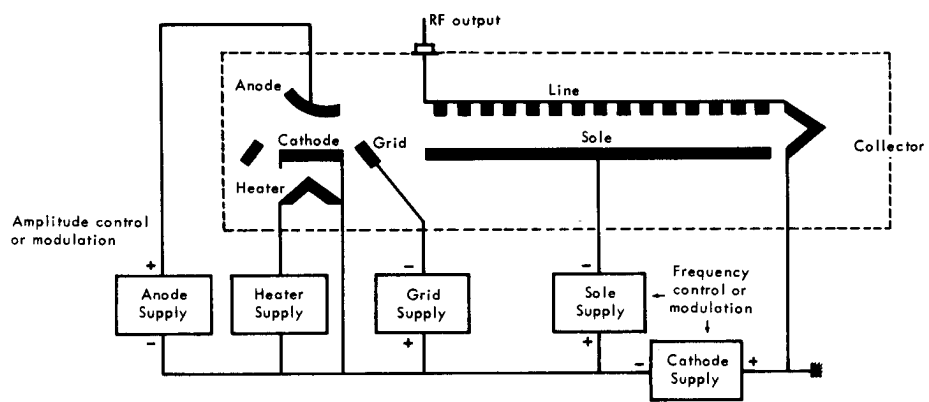 RF output
Anode
Line
Cathode
Grid
Sole
Collector
Heater
Amplitude control
or modulation
+
Anode
Supply
−
Heater
Supply
−
Grid
Supply
+
−
Sole
Supply
+
Frequency
control or
modulation
−
Cathode
Supply
+